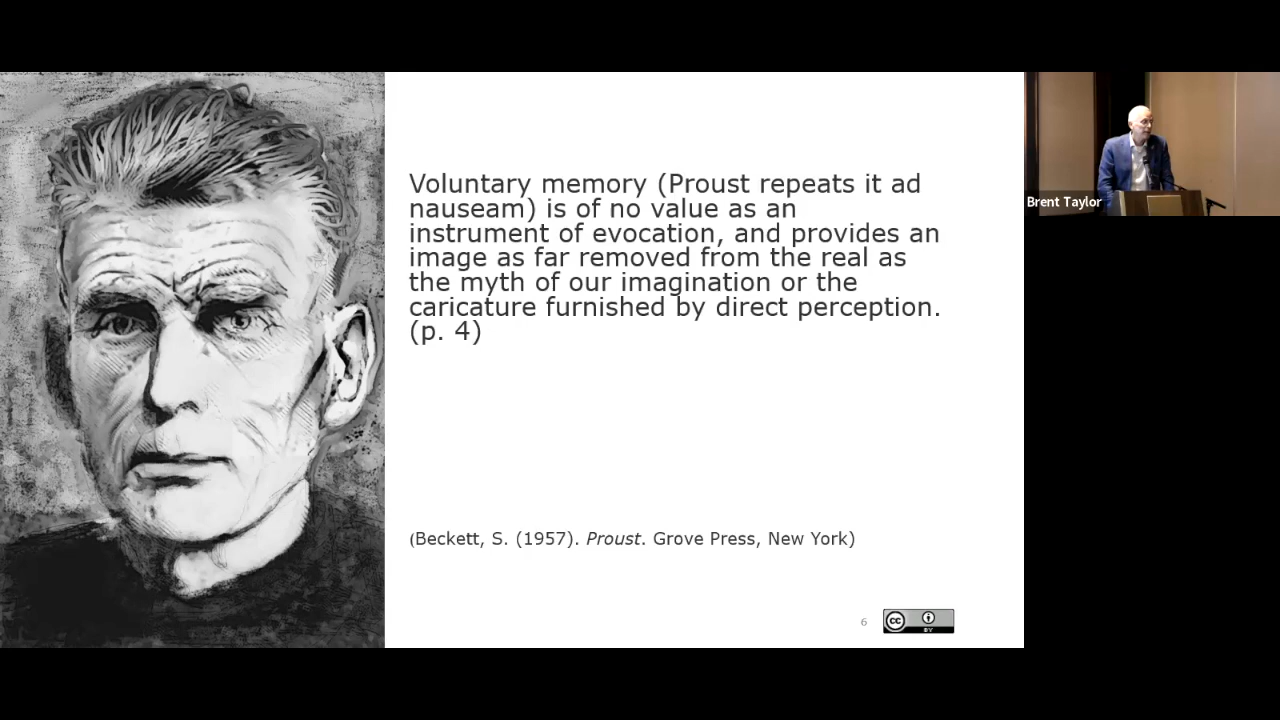 Voluntary memory (Proust repeats it ad
nauseam) is of no value as an
instrument of evocation, and provides an
image as far removed from the real as
the myth of our imagination or the
caricature furnished by direct perception.
(p. 4)
(Beckett, S. (1957). Proust. Grove Press, New York)
6
cc
BY
Brent Taylor